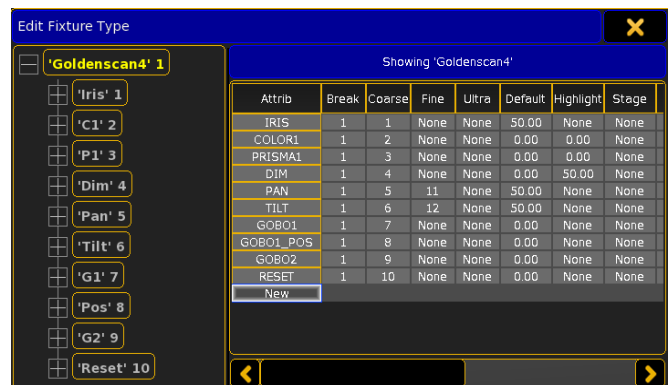 Edit Fixture Type
'Goldenscan4' 1
'Iris' 1
'C1' 2
'P1' 3
'Dim' 4
'Pan' 5
'Tilt' 6
'G1' 7
'Pos' 8
'G2' 9
'Reset' 10
Showing 'Goldenscan4'
Attrib Break Coarse Fine Ultra Default Highlight Stage
IRIS 1 1 None None 50.00 None None
COLOR1 1 2 None None 0.00 0.00 None
PRISMA1 1 3 None None 0.00 0.00 None
DIM 1 4 None None 0.00 50.00 None
PAN 1 5 11 None 50.00 None None
TILT 1 6 12 None 50.00 None None
GOBO1 1 7 None None 0.00 None None
GOBO1_POS 1 8 None None 0.00 None None
GOBO2 1 9 None None 0.00 None None
RESET 1 10 None None 0.00 None None
New